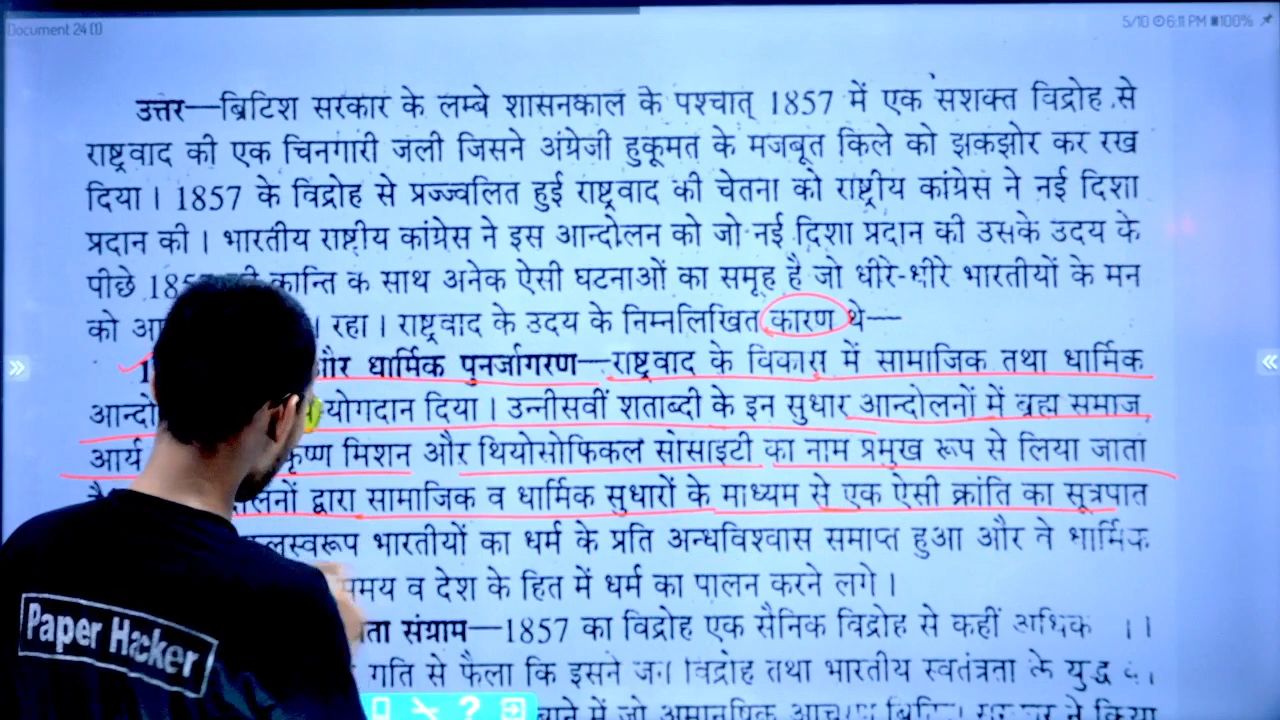 Document 24 (1)
5/10 6:11 PM 100%
उत्तर—ब्रिटिश सरकार के लम्बे शासनकाल के पश्चात् 1857 में एक सशक्त विद्रोह से
राष्ट्रवाद की एक चिनगारी जली जिसने अंग्रेजी हुकूमत के मजबूत किले को झकझोर कर रख
दिया। 1857 के विद्रोह से प्रज्ज्वलित हुई राष्ट्रवाद की चेतना को राष्ट्रीय कांग्रेस ने नई दिशा
प्रदान की। भारतीय राष्ट्रीय कांग्रेस ने इस आन्दोलन को जो नई दिशा प्रदान की उसके उदय के
पीछे 185 क्रान्ति के साथ अनेक ऐसी घटनाओं का समूह है जो धीरे-धीरे भारतीयों के मन
को रहा। राष्ट्रवाद के उदय के निम्नलिखित कारण थे—
और धार्मिक पुनर्जागरण—राष्ट्रवाद के विकास में सामाजिक तथा धार्मिक
आन्दो योगदान दिया। उन्नीसवीं शताब्दी के इन सुधार आन्दोलनों में ब्रह्म समाज,
आर्य कृष्ण मिशन और थियोसोफिकल सोसाइटी का नाम प्रमुख रूप से लिया जाता
लनों द्वारा सामाजिक व धार्मिक सुधारों के माध्यम से एक ऐसी क्रांति का सूत्रपात
लस्वरूप भारतीयों का धर्म के प्रति अन्धविश्वास समाप्त हुआ और वे धार्मिक
समय व देश के हित में धर्म का पालन करने लगे।
ता संग्राम—1857 का विद्रोह एक सैनिक विद्रोह से कहीं अधिक
गति से फैला कि इसने जन विद्रोह तथा भारतीय स्वतंत्रता के युद्ध
में जो अमानुषिक ने किया
Paper Hacker